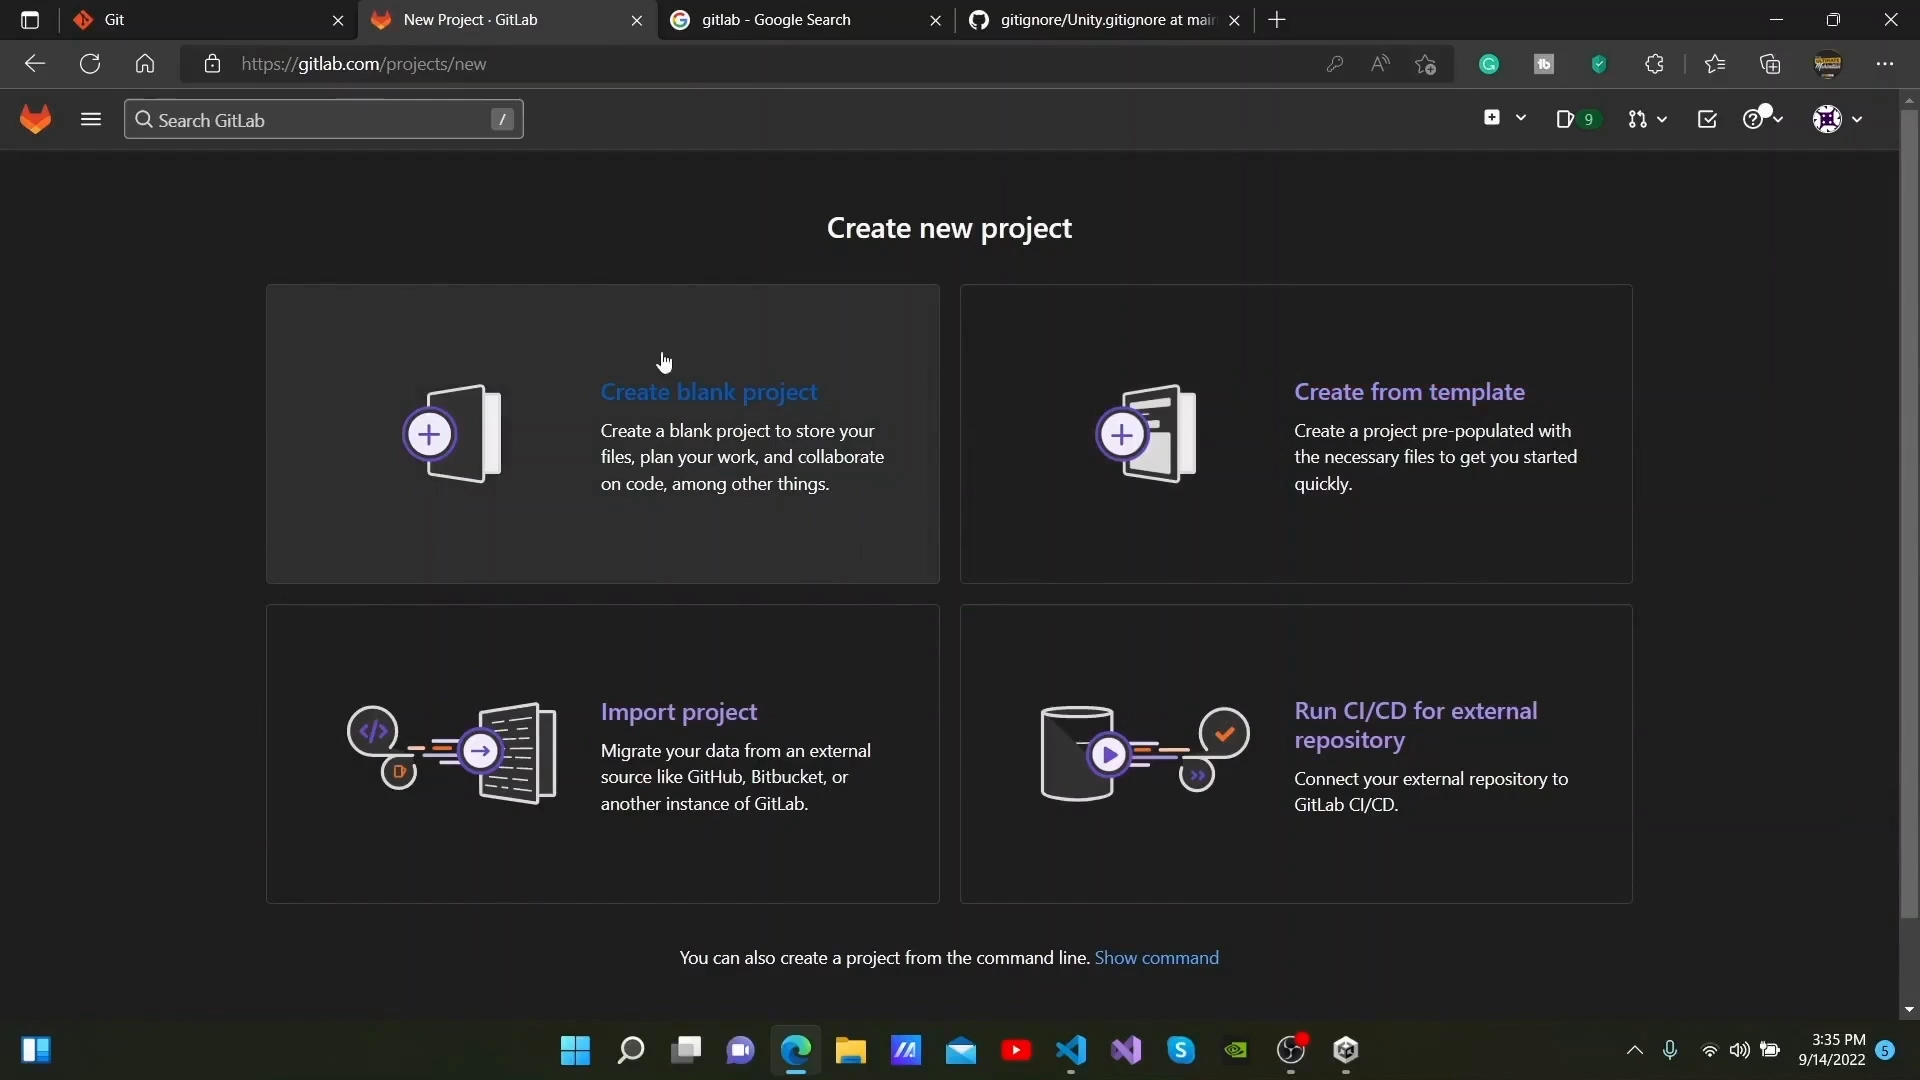 Git
New Project · GitLab
gitlab - Google Search
gitignore/Unity.gitignore at main
https://gitlab.com/projects/new
Search GitLab
/
9
Create new project
Create blank project
Create a blank project to store your
files, plan your work, and collaborate
on code, among other things.
Create from template
Create a project pre-populated with
the necessary files to get you started
quickly.
Import project
Migrate your data from an external
source like GitHub, Bitbucket, or
another instance of GitLab.
Run CI/CD for external
repository
Connect your external repository to
GitLab CI/CD.
You can also create a project from the command line. Show command
3:35 PM
9/14/2022
5